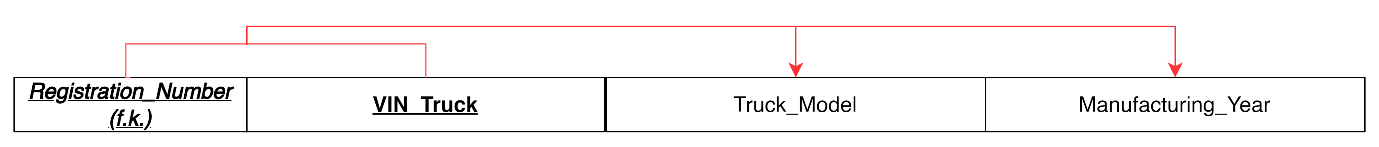 Registration_Number
(f.k.)
VIN_Truck
Truck_Model
Manufacturing_Year